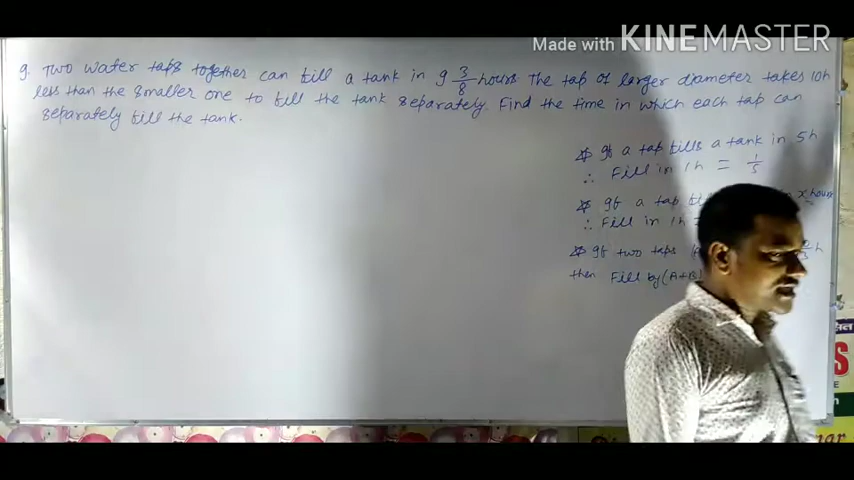 Made with KINEMASTER
9. Two water taps together can fill a tank in 9 3/8 hours The tap of larger diameter takes 10h
less than the smaller one to fill the tank separately. Find the time in which each tap can
separately fill the tank.
✡ If a tap fills a tank in 5h
∴ Fill in 1h = 1/5
✡ If a tap in x hours
∴ Fill in 1h
✡ If two taps h
then Fill by (A+B)